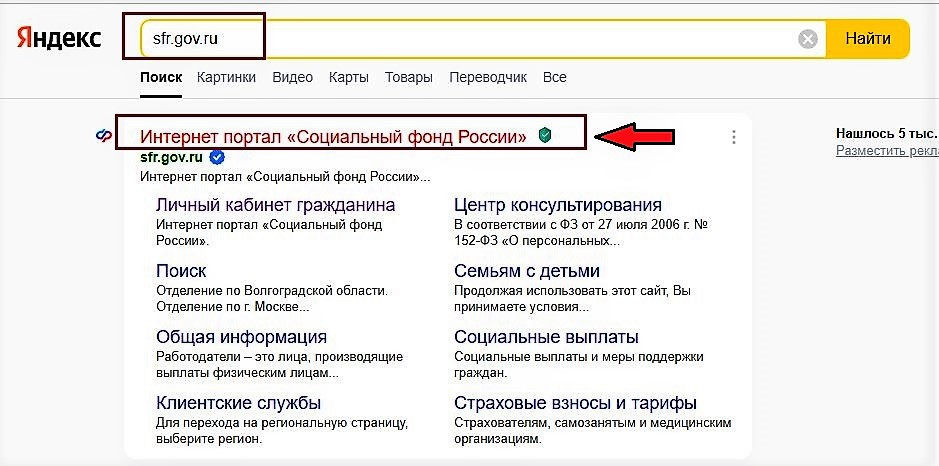 Яндекс
sfr.gov.ru
Найти
Поиск Картинки Видео Карты Товары Переводчик Все
Интернет портал «Социальный фонд России»
sfr.gov.ru
Интернет портал «Социальный фонд России»...
Нашлось 5 тыс.
Разместить рекл
Личный кабинет гражданина
Интернет портал «Социальный фонд
России».
Центр консультирования
В соответствии с ФЗ от 27 июля 2006 г. №
152-ФЗ «О персональных...
Поиск
Отделение по Волгоградской области.
Отделение по г. Москве...
Семьям с детьми
Продолжая использовать этот сайт, Вы
принимаете условия...
Общая информация
Работодатели – это лица, производящие
выплаты физическим лицам...
Социальные выплаты
Социальные выплаты и меры поддержки
граждан.
Клиентские службы
Для перехода на региональную страницу,
выберите регион.
Страховые взносы и тарифы
Страхователям, самозанятым и медицинским
организациям.